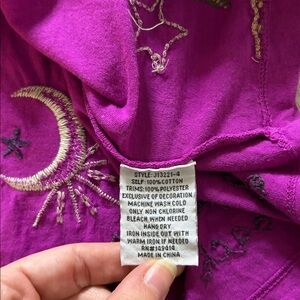 STYLE: J13221-4
SELF: 100%COTTON
TRIMS: 100%POLYESTER
EXCLUSIVE OF DECORATION
MACHINE WASH COLD
ONLY NON CHLORINE
BLEACH, WHEN NEEDED
HANG DRY
IRON INSIDE OUT WITH
WARM IRON IF NEEDED
RN#149414
MADE IN CHINA